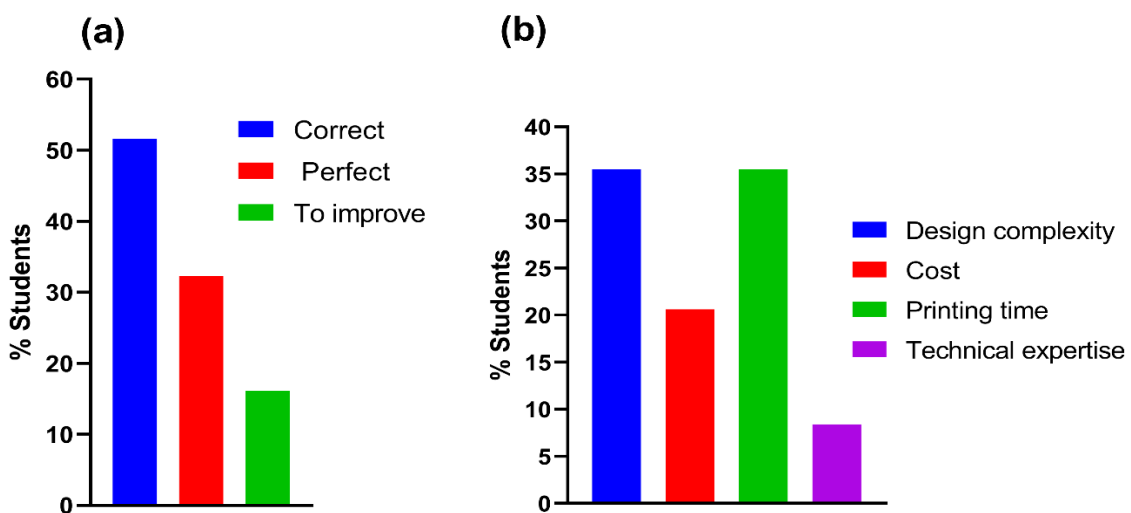 (a)
% Students
60
50
40
30
20
10
0
Correct
Perfect
To improve
(b)
% Students
40
35
30
25
20
15
10
5
0
Design complexity
Cost
Printing time
Technical expertise